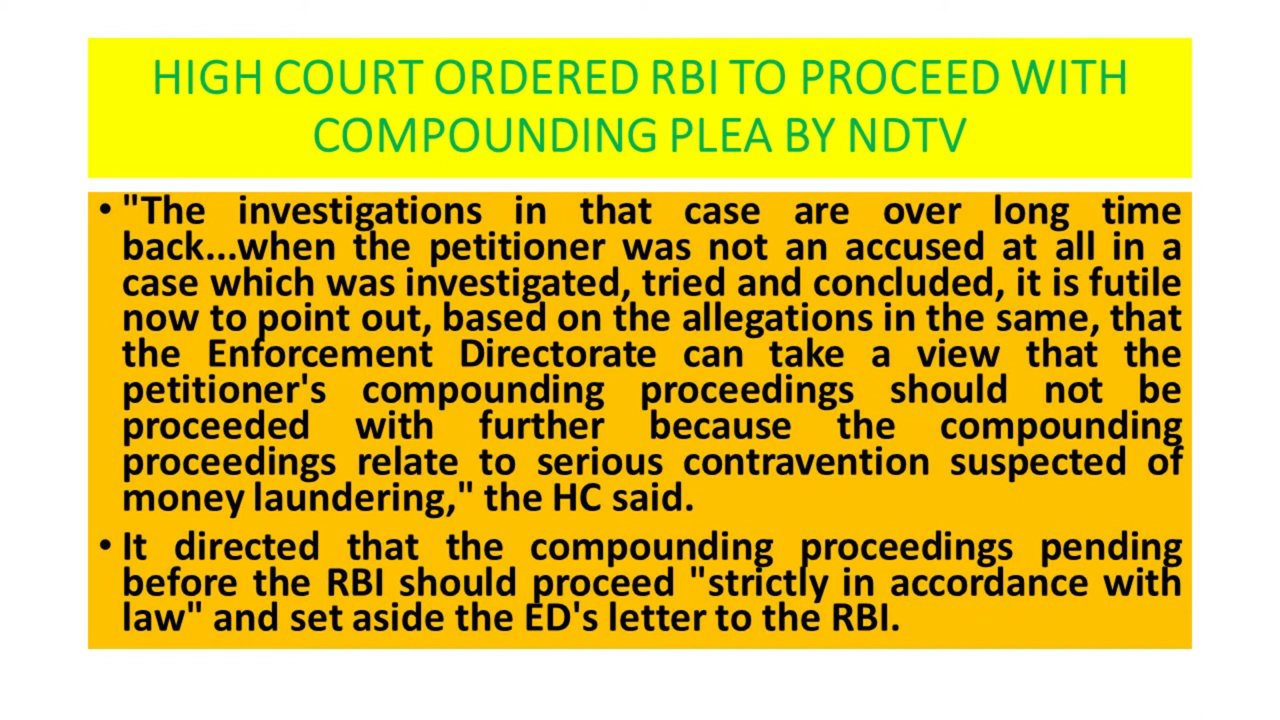 HIGH COURT ORDERED RBI TO PROCEED WITH
COMPOUNDING PLEA BY NDTV
• "The investigations in that case are over long time
back...when the petitioner was not an accused at all in a
case which was investigated, tried and concluded, it is futile
now to point out, based on the allegations in the same, that
the Enforcement Directorate can take a view that the
petitioner's compounding proceedings should not be
proceeded with further because the compounding
proceedings relate to serious contravention suspected of
money laundering," the HC said.
• It directed that the compounding proceedings pending
before the RBI should proceed "strictly in accordance with
law" and set aside the ED's letter to the RBI.